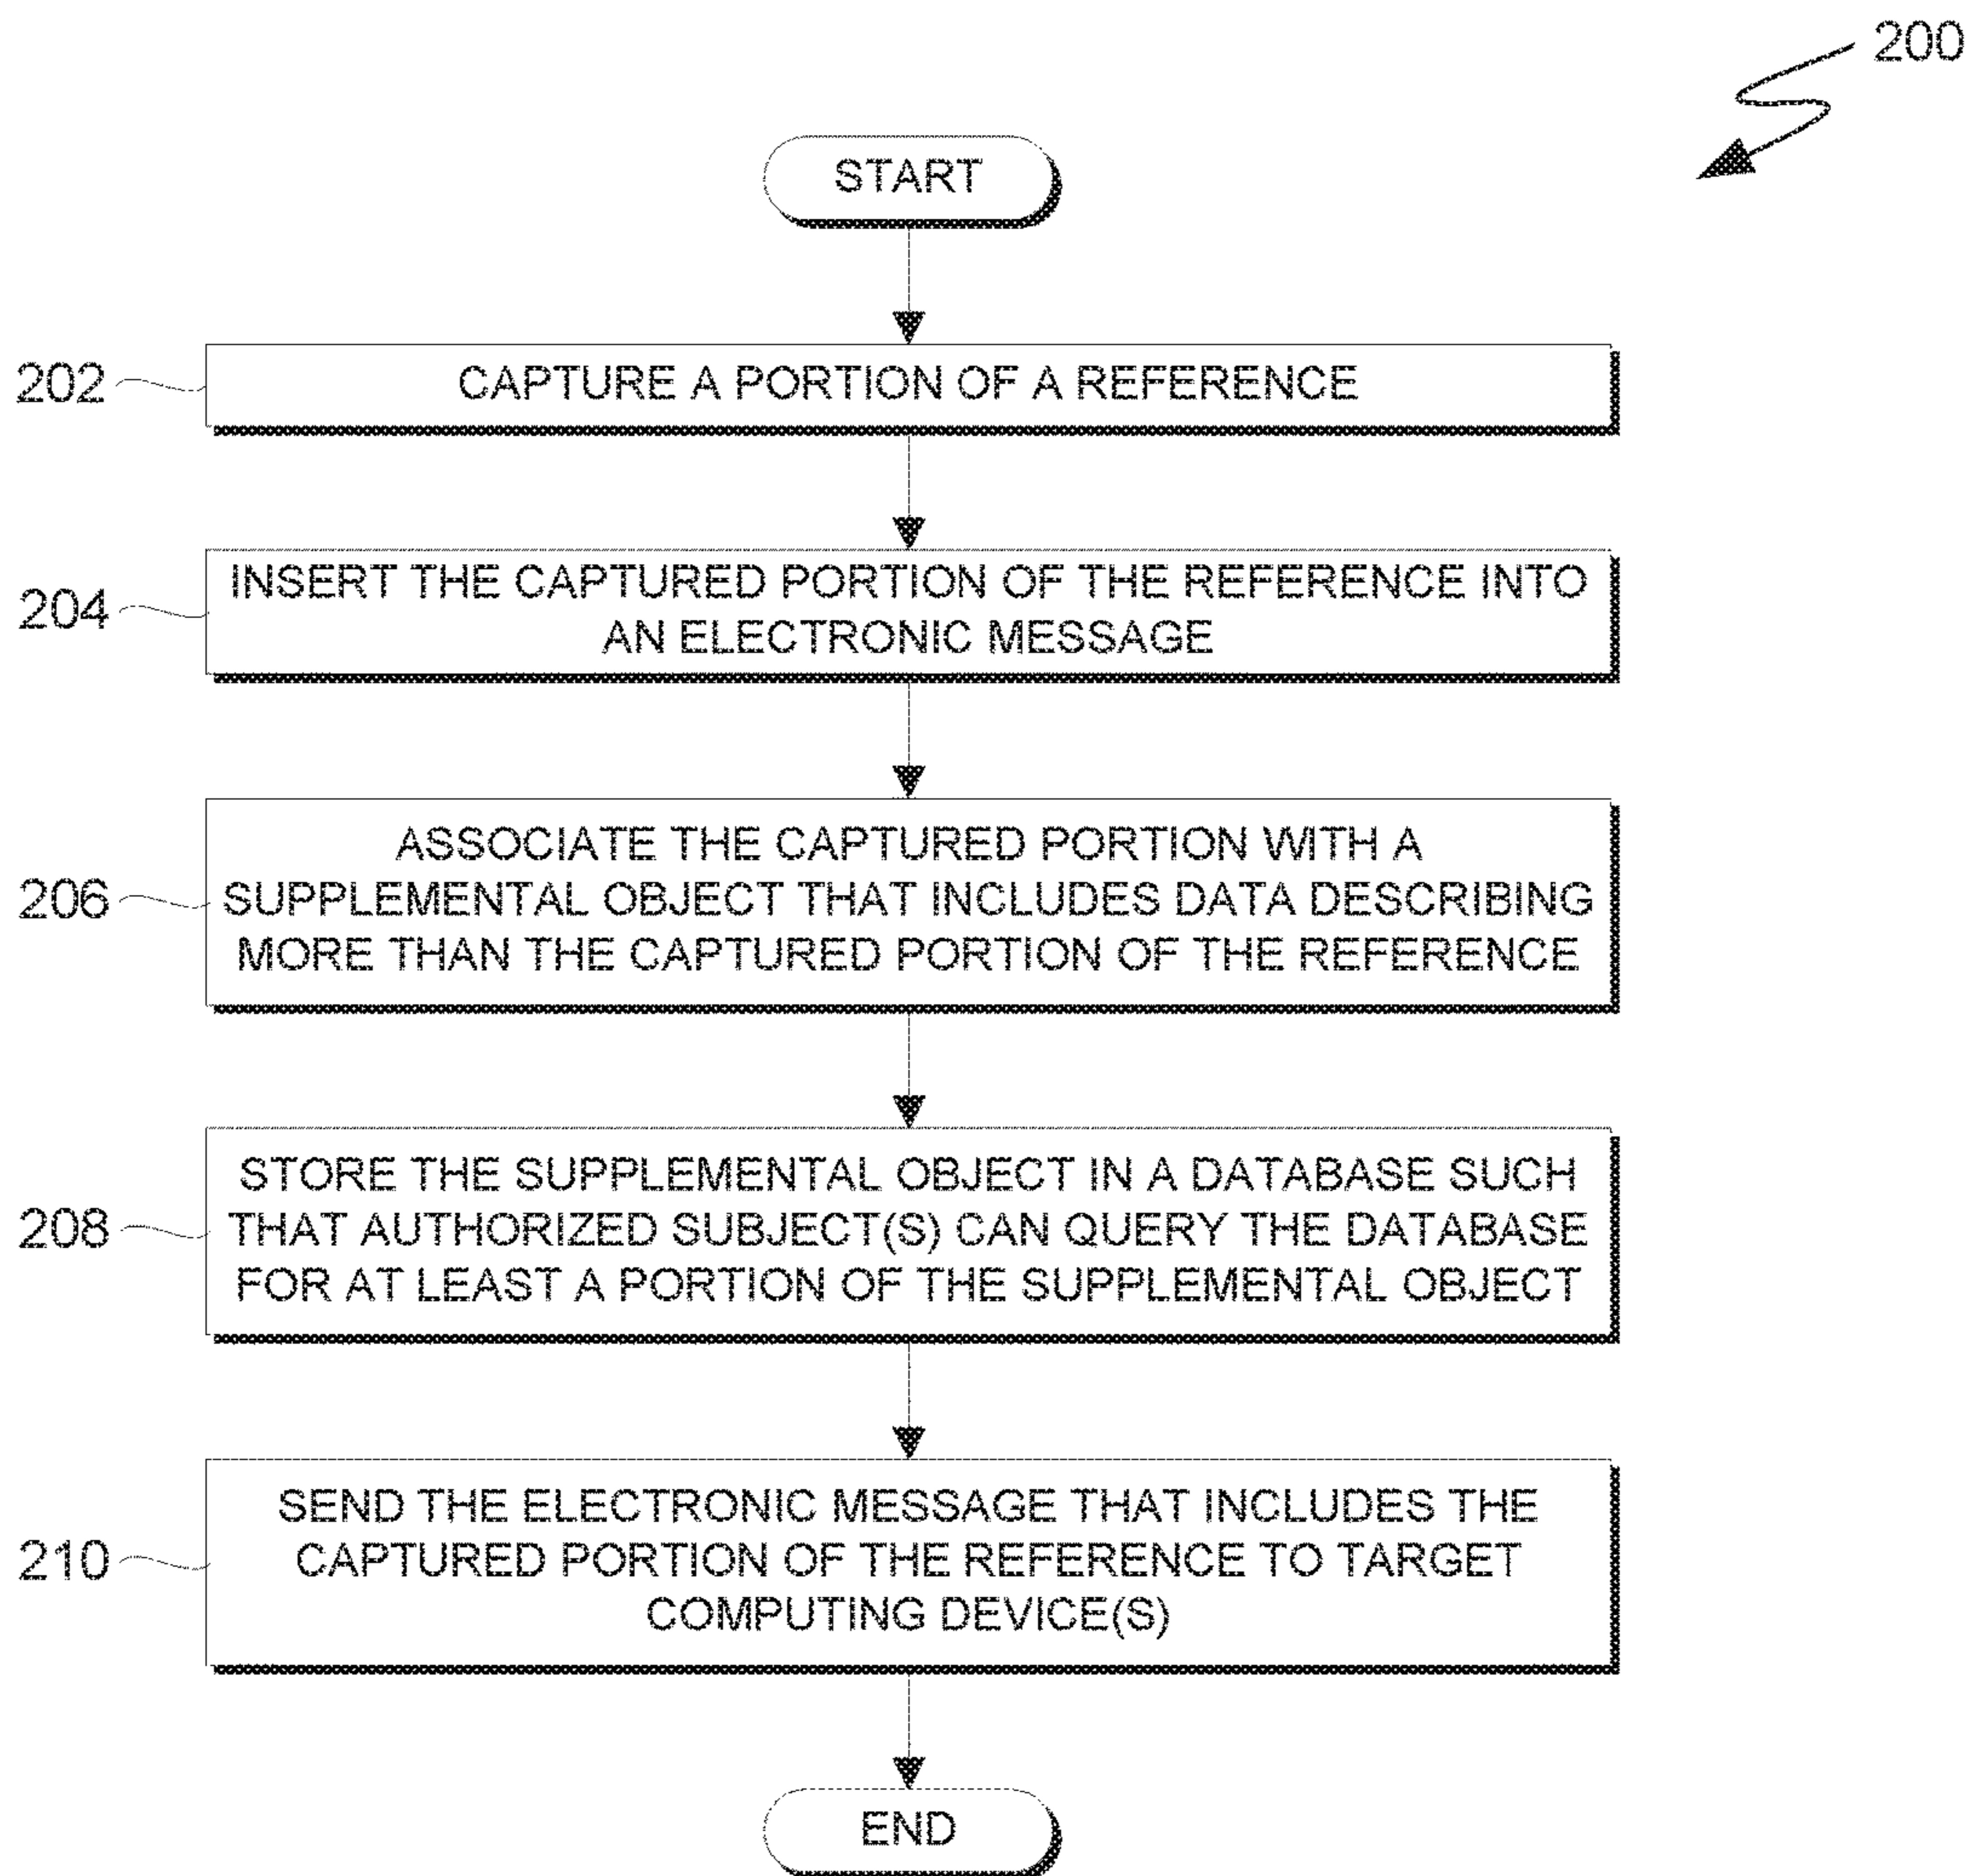 200
START
202
CAPTURE A PORTION OF A REFERENCE
204
INSERT THE CAPTURED PORTION OF THE REFERENCE INTO
AN ELECTRONIC MESSAGE
206
ASSOCIATE THE CAPTURED PORTION WITH A
SUPPLEMENTAL OBJECT THAT INCLUDES DATA DESCRIBING
MORE THAN THE CAPTURED PORTION OF THE REFERENCE
208
STORE THE SUPPLEMENTAL OBJECT IN A DATABASE SUCH
THAT AUTHORIZED SUBJECT(S) CAN QUERY THE DATABASE
FOR AT LEAST A PORTION OF THE SUPPLEMENTAL OBJECT
210
SEND THE ELECTRONIC MESSAGE THAT INCLUDES THE
CAPTURED PORTION OF THE REFERENCE TO TARGET
COMPUTING DEVICE(S)
END